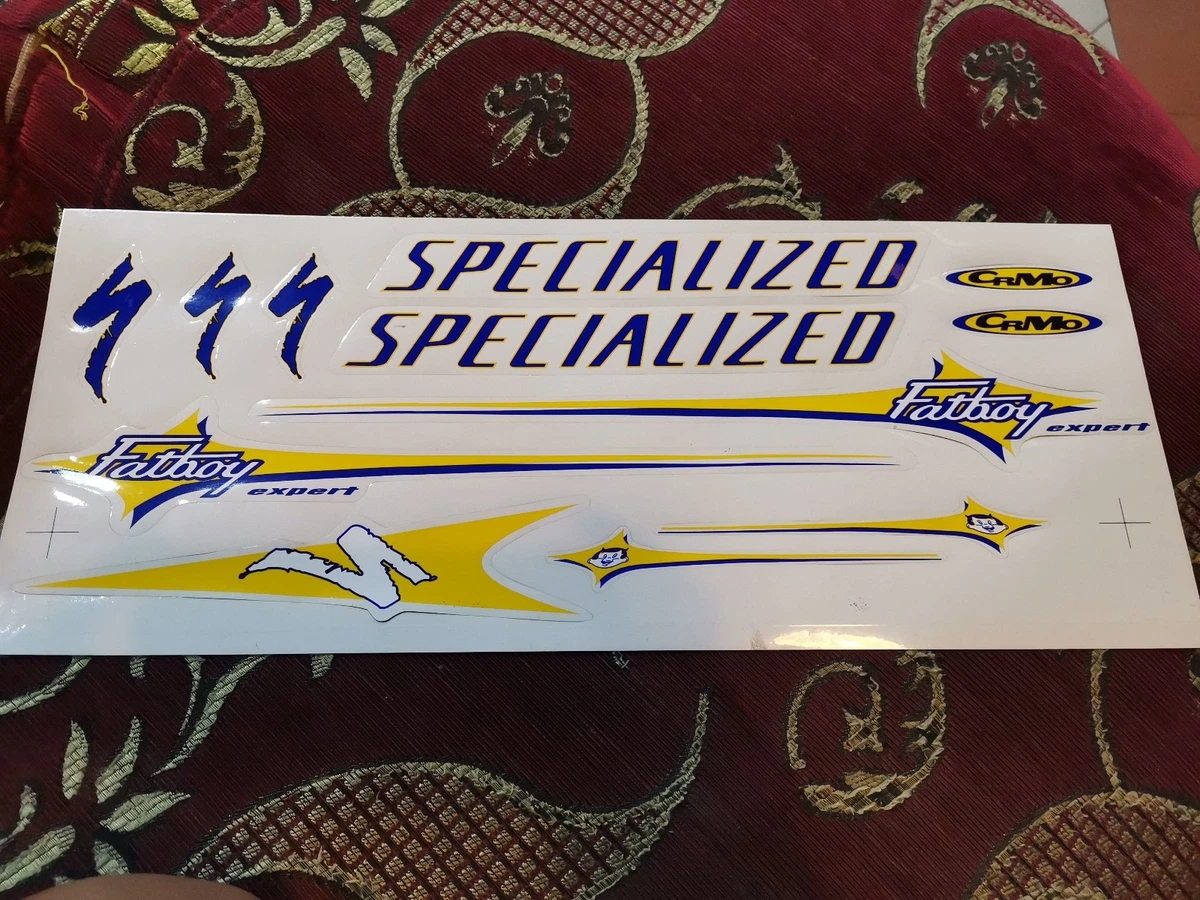 SPECIALIZED
CRMO
SPECIALIZED
CRMO
Fatboy
expert
Fatboy
expert